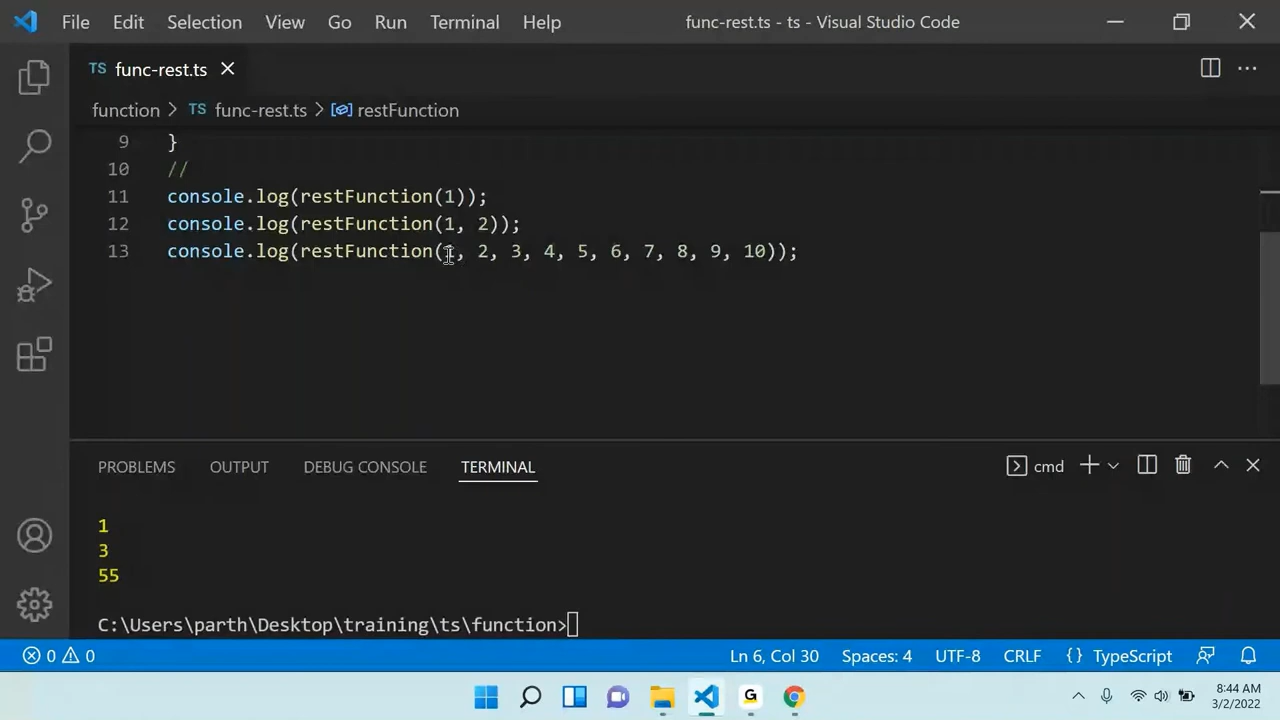 File Edit Selection View Go Run Terminal Help func-rest.ts - ts - Visual Studio Code
TS func-rest.ts
function > TS func-rest.ts > restFunction
9 }
10 //
11 console.log(restFunction(1));
12 console.log(restFunction(1, 2));
13 console.log(restFunction(1, 2, 3, 4, 5, 6, 7, 8, 9, 10));
PROBLEMS OUTPUT DEBUG CONSOLE TERMINAL cmd
1
3
55
C:\Users\parth\Desktop\training\ts\function>
0 0 Ln 6, Col 30 Spaces: 4 UTF-8 CRLF {} TypeScript
G 8:44 AM
3/2/2022